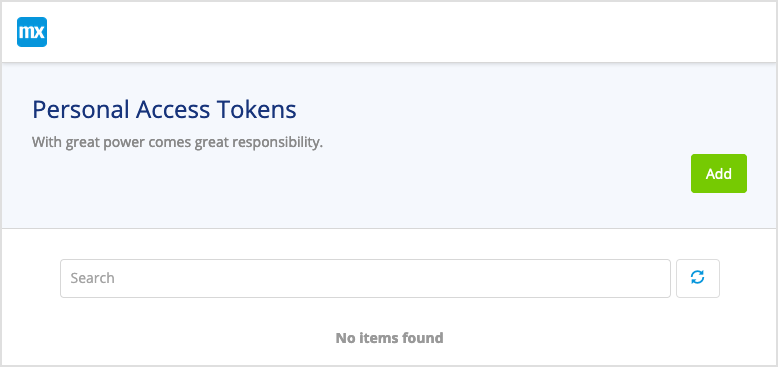 mx
Personal Access Tokens
With great power comes great responsibility.
Add
Search
No items found